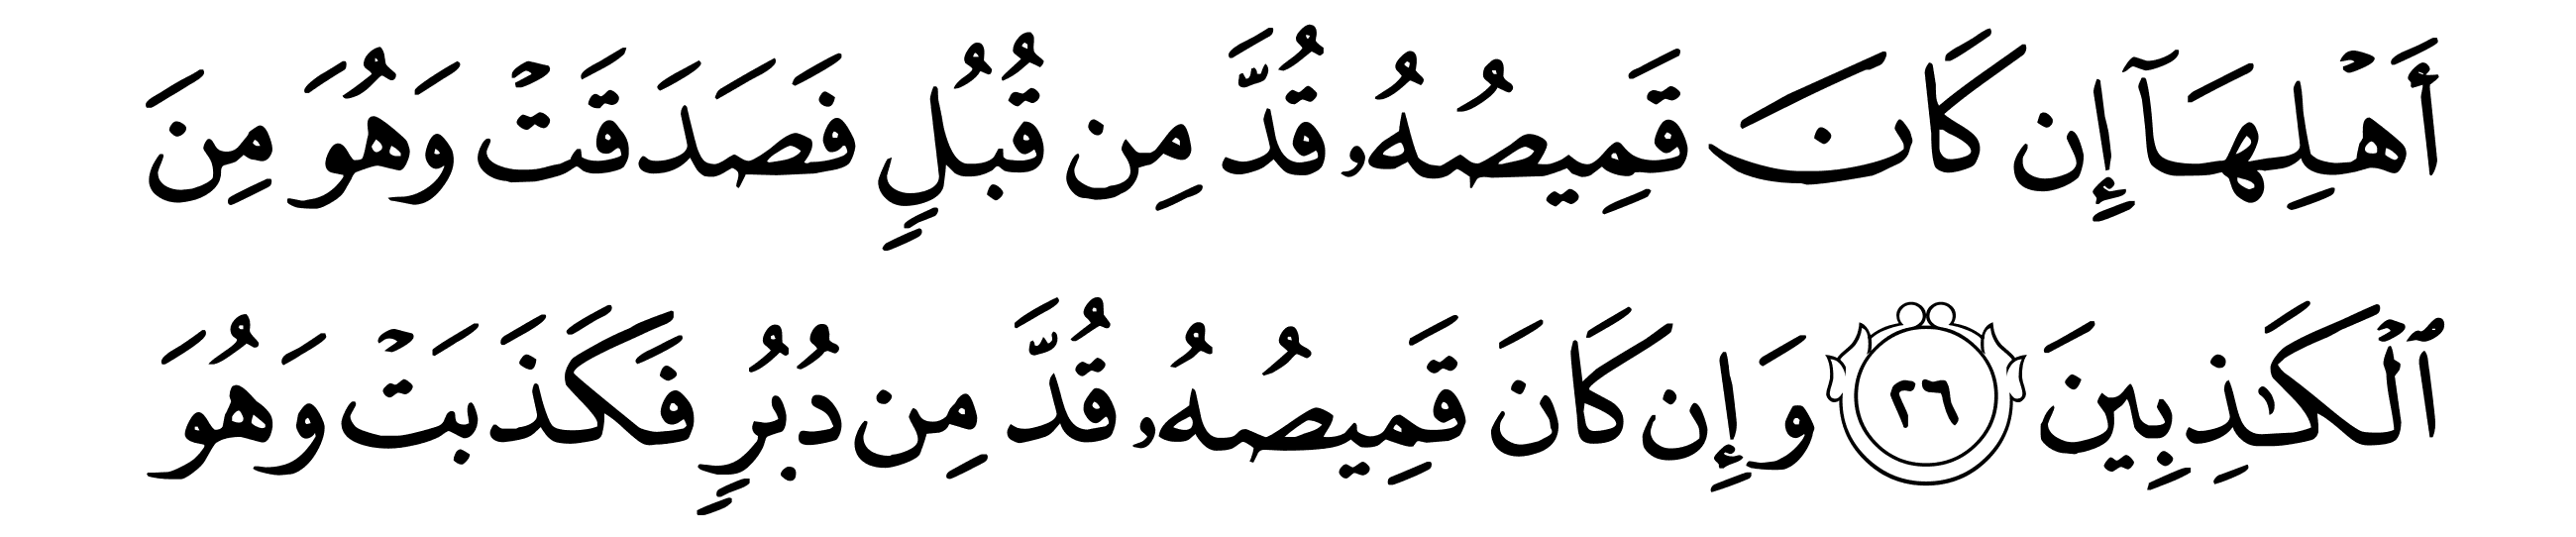 أَهۡلِهَآ إِن كَانَ قَمِيصُهُۥ قُدَّ مِن قُبُلٍ فَصَدَقَتۡ وَهُوَ مِنَ
ٱلۡكَٰذِبِينَ ٢٦ وَإِن كَانَ قَمِيصُهُۥ قُدَّ مِن دُبُرٍ فَكَذَبَتۡ وَهُوَ